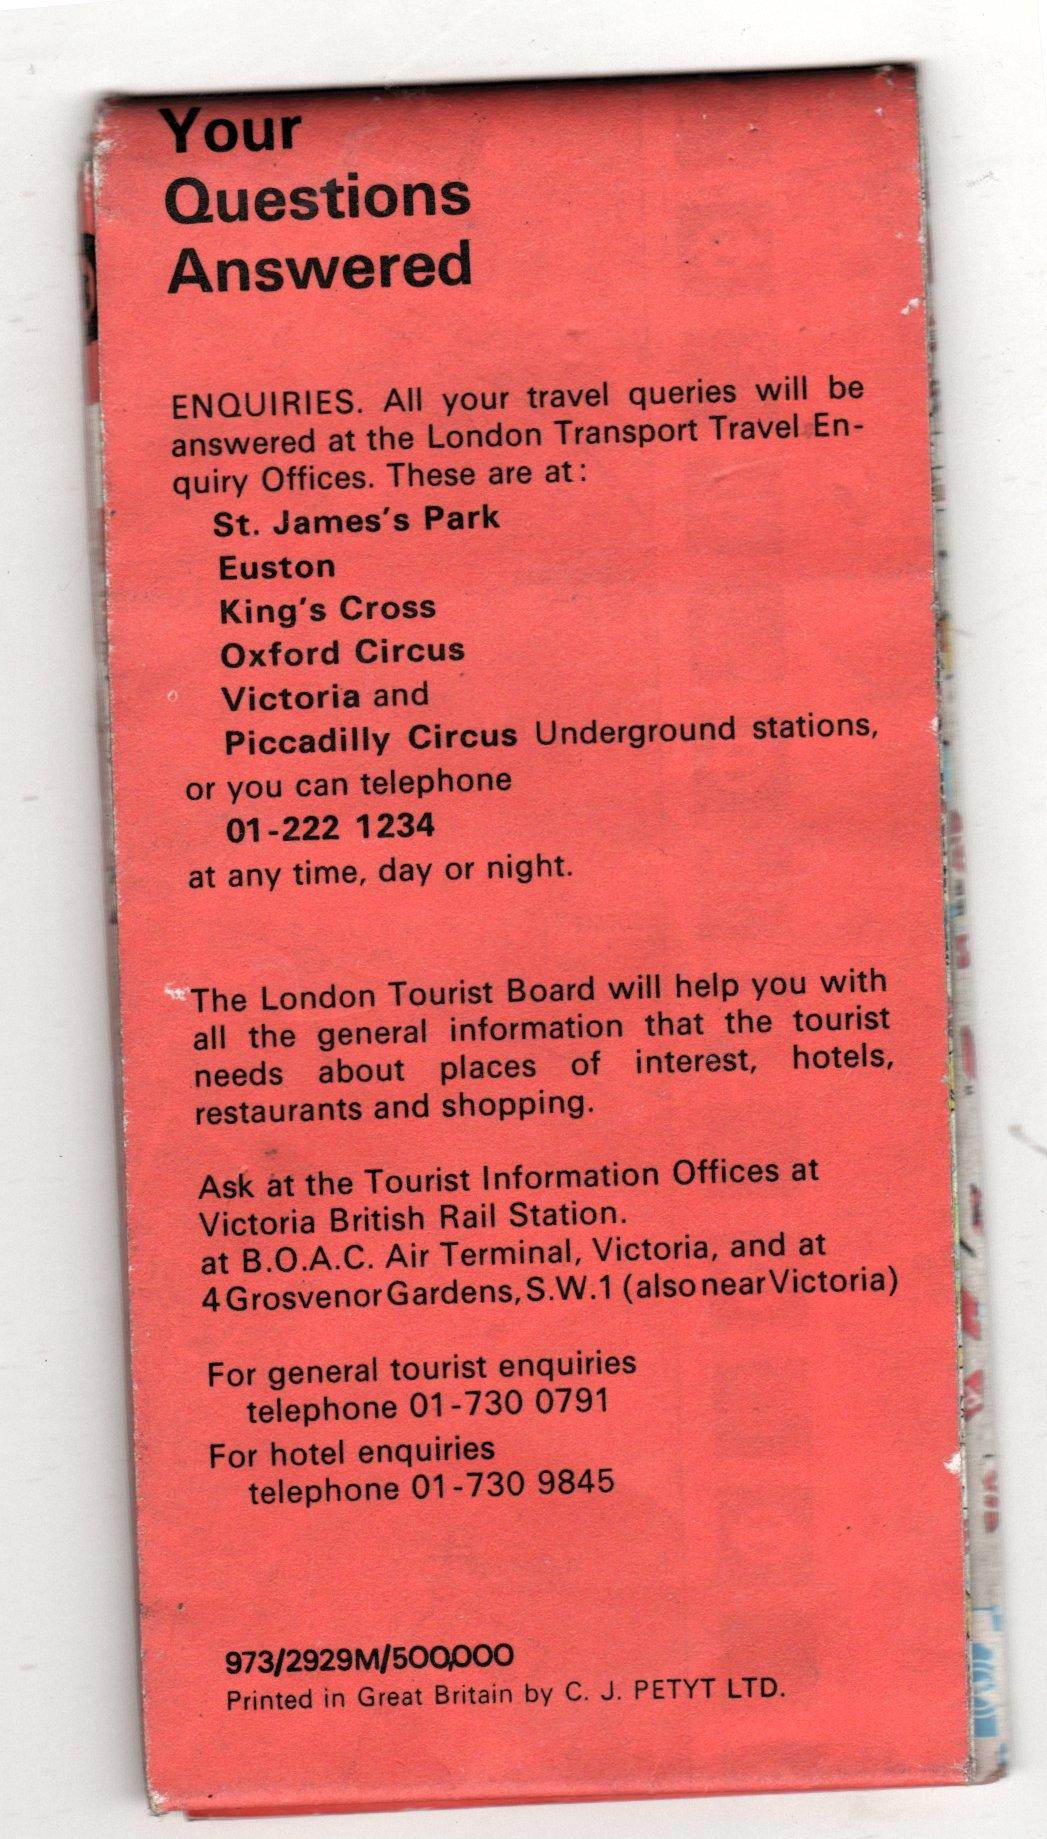 Your
Questions
Answered
ENQUIRIES. All your travel queries will be
answered at the London Transport Travel En-
quiry Offices. These are at:
St. James's Park
Euston
King's Cross
Oxford Circus
Victoria and
Piccadilly Circus Underground stations,
or you can telephone
01-222 1234
at any time, day or night.
The London Tourist Board will help you with
all the general information that the tourist
needs about places of interest, hotels,
restaurants and shopping.
Ask at the Tourist Information Offices at
Victoria British Rail Station.
at B.O.A.C. Air Terminal, Victoria, and at
4 Grosvenor Gardens, S.W.1 (also near Victoria)
For general tourist enquiries
telephone 01-730 0791
For hotel enquiries
telephone 01-730 9845
973/2929M/500,000
Printed in Great Britain by C. J. PETYT LTD.